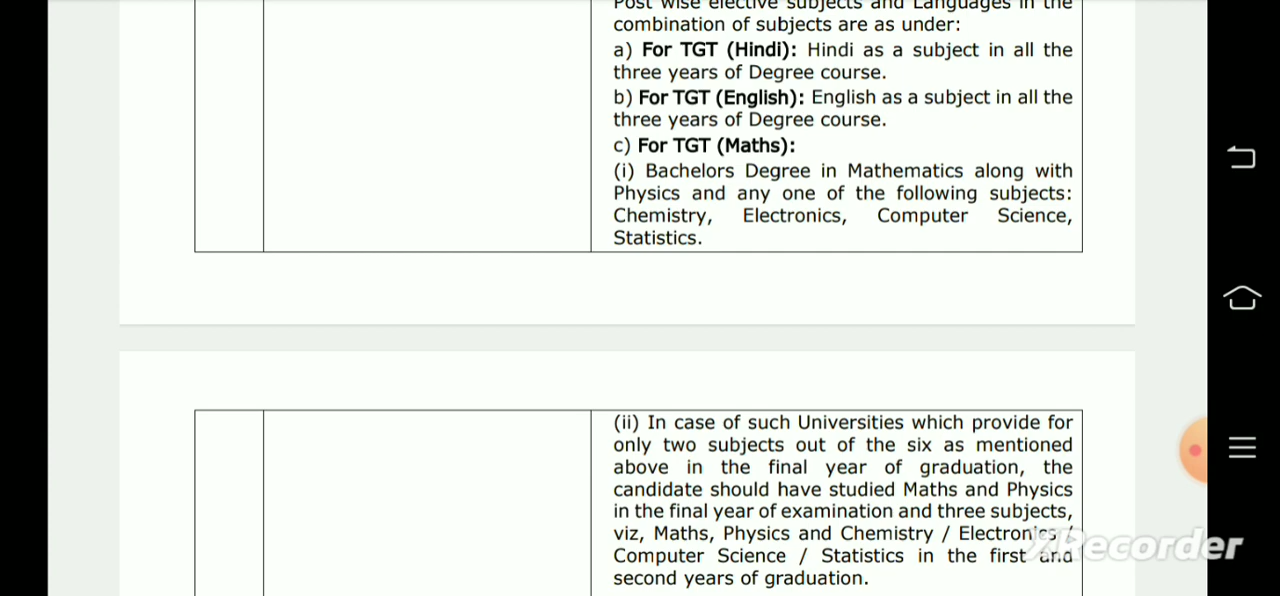 Post wise elective subjects and Languages in the
combination of subjects are as under:
a) For TGT (Hindi): Hindi as a subject in all the
three years of Degree course.
b) For TGT (English): English as a subject in all the
three years of Degree course.
c) For TGT (Maths):
(i) Bachelors Degree in Mathematics along with
Physics and any one of the following subjects:
Chemistry, Electronics, Computer Science,
Statistics.
(ii) In case of such Universities which provide for
only two subjects out of the six as mentioned
above in the final year of graduation, the
candidate should have studied Maths and Physics
in the final year of examination and three subjects,
viz, Maths, Physics and Chemistry / Electronics /
Computer Science / Statistics in the first and
second years of graduation.
XRecorder